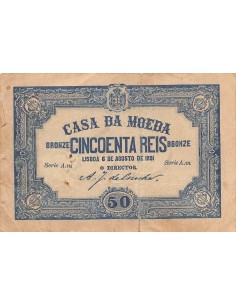 CASA DA MOEDA
BRONZE CINCOENTA REIS BRONZE
LISBOA 6 DE AGOSTO DE 1891
Serie A.m Serie A.m
O DIRECTOR,
50